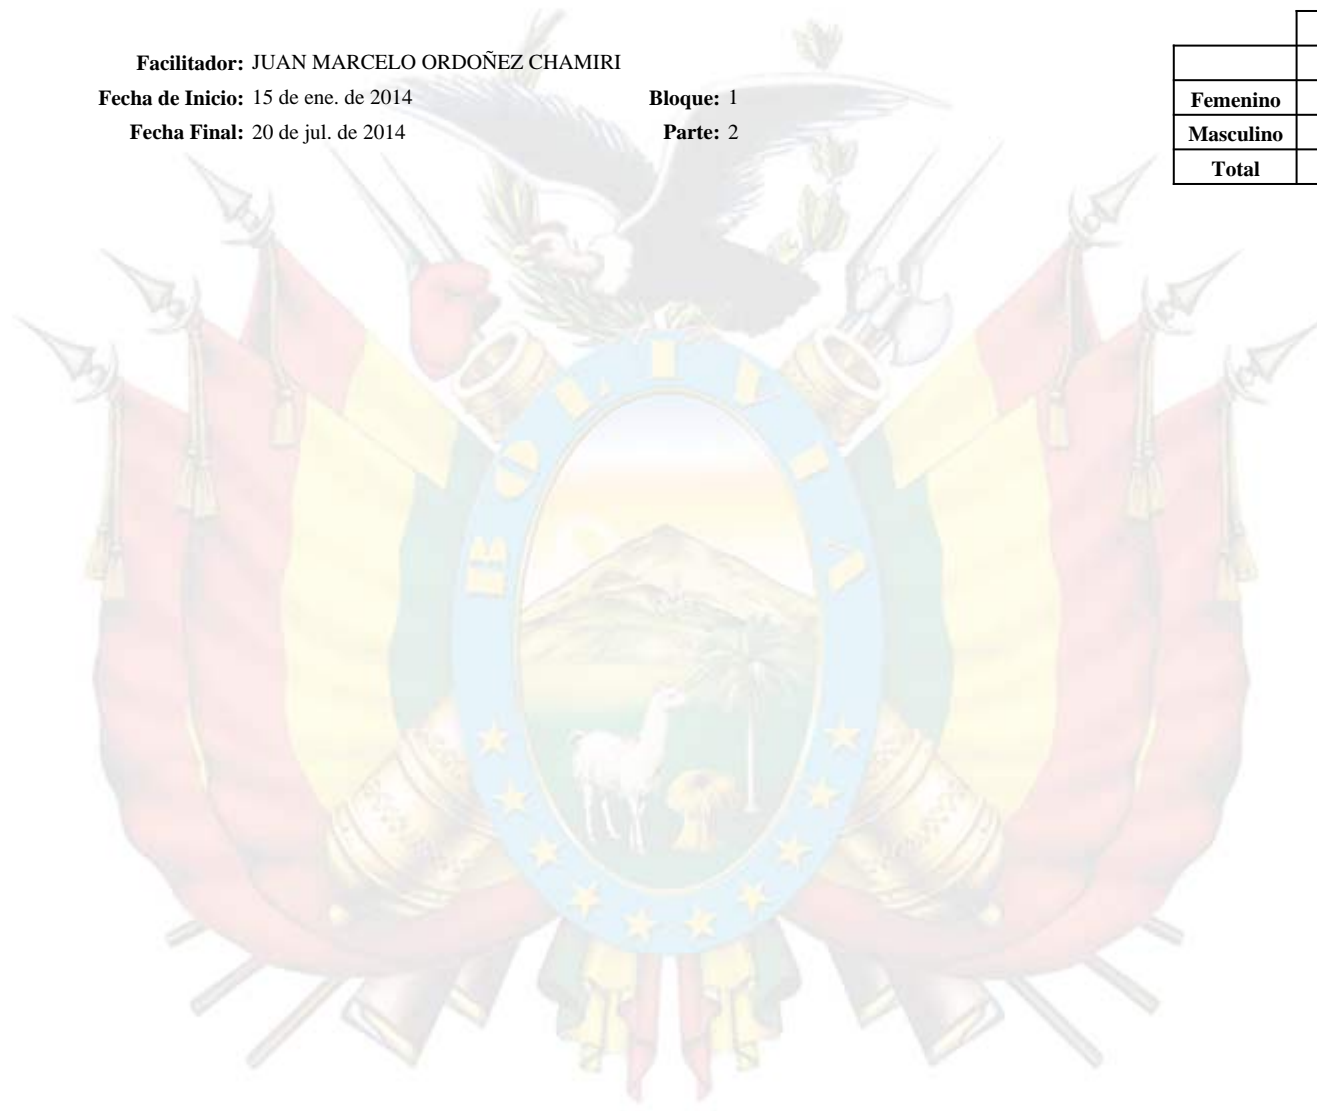 Facilitador: JUAN MARCELO ORDOÑEZ CHAMIRI
Fecha de Inicio: 15 de ene. de 2014 Bloque: 1
Fecha Final: 20 de jul. de 2014 Parte: 2
Femenino
Masculino
Total
BOLIVIA